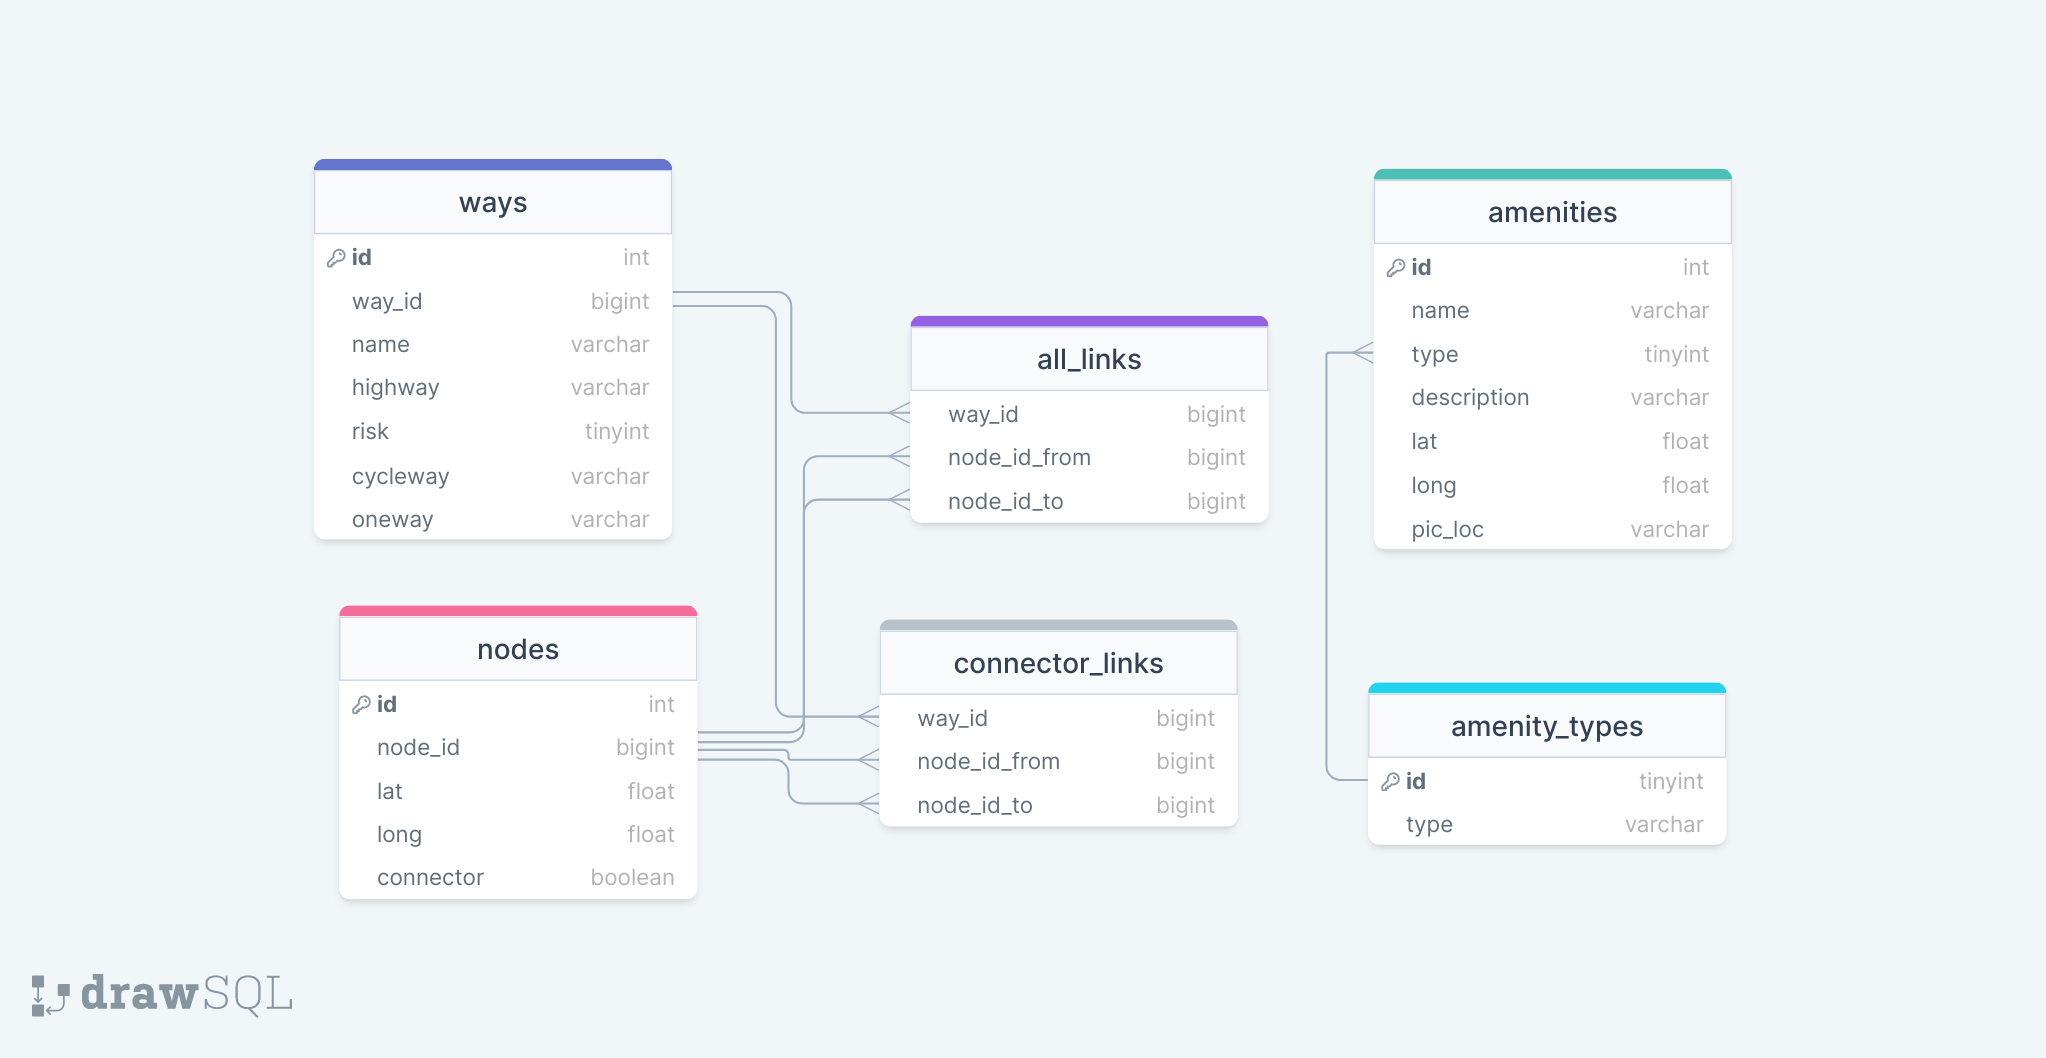 ways
id int
way_id bigint
name varchar
highway varchar
risk tinyint
cycleway varchar
oneway varchar
nodes
id int
node_id bigint
lat float
long float
connector boolean
all_links
way_id bigint
node_id_from bigint
node_id_to bigint
connector_links
way_id bigint
node_id_from bigint
node_id_to bigint
amenities
id int
name varchar
type tinyint
description varchar
lat float
long float
pic_loc varchar
amenity_types
id tinyint
type varchar
drawSQL